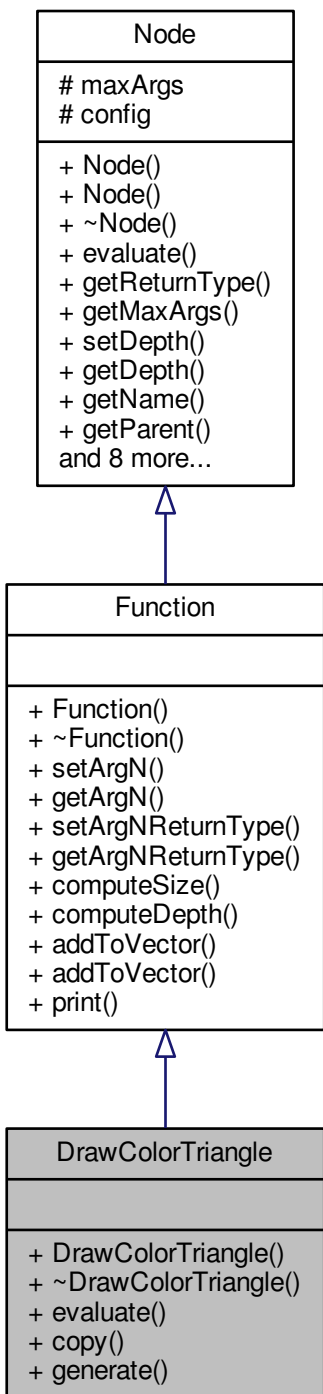 Node
# maxArgs
# config
+ Node()
+ Node()
+ ~Node()
+ evaluate()
+ getReturnType()
+ getMaxArgs()
+ setDepth()
+ getDepth()
+ getName()
+ getParent()
and 8 more...
Function
+ Function()
+ ~Function()
+ setArgN()
+ getArgN()
+ setArgNReturnType()
+ getArgNReturnType()
+ computeSize()
+ computeDepth()
+ addToVector()
+ addToVector()
+ print()
DrawColorTriangle
+ DrawColorTriangle()
+ ~DrawColorTriangle()
+ evaluate()
+ copy()
+ generate()